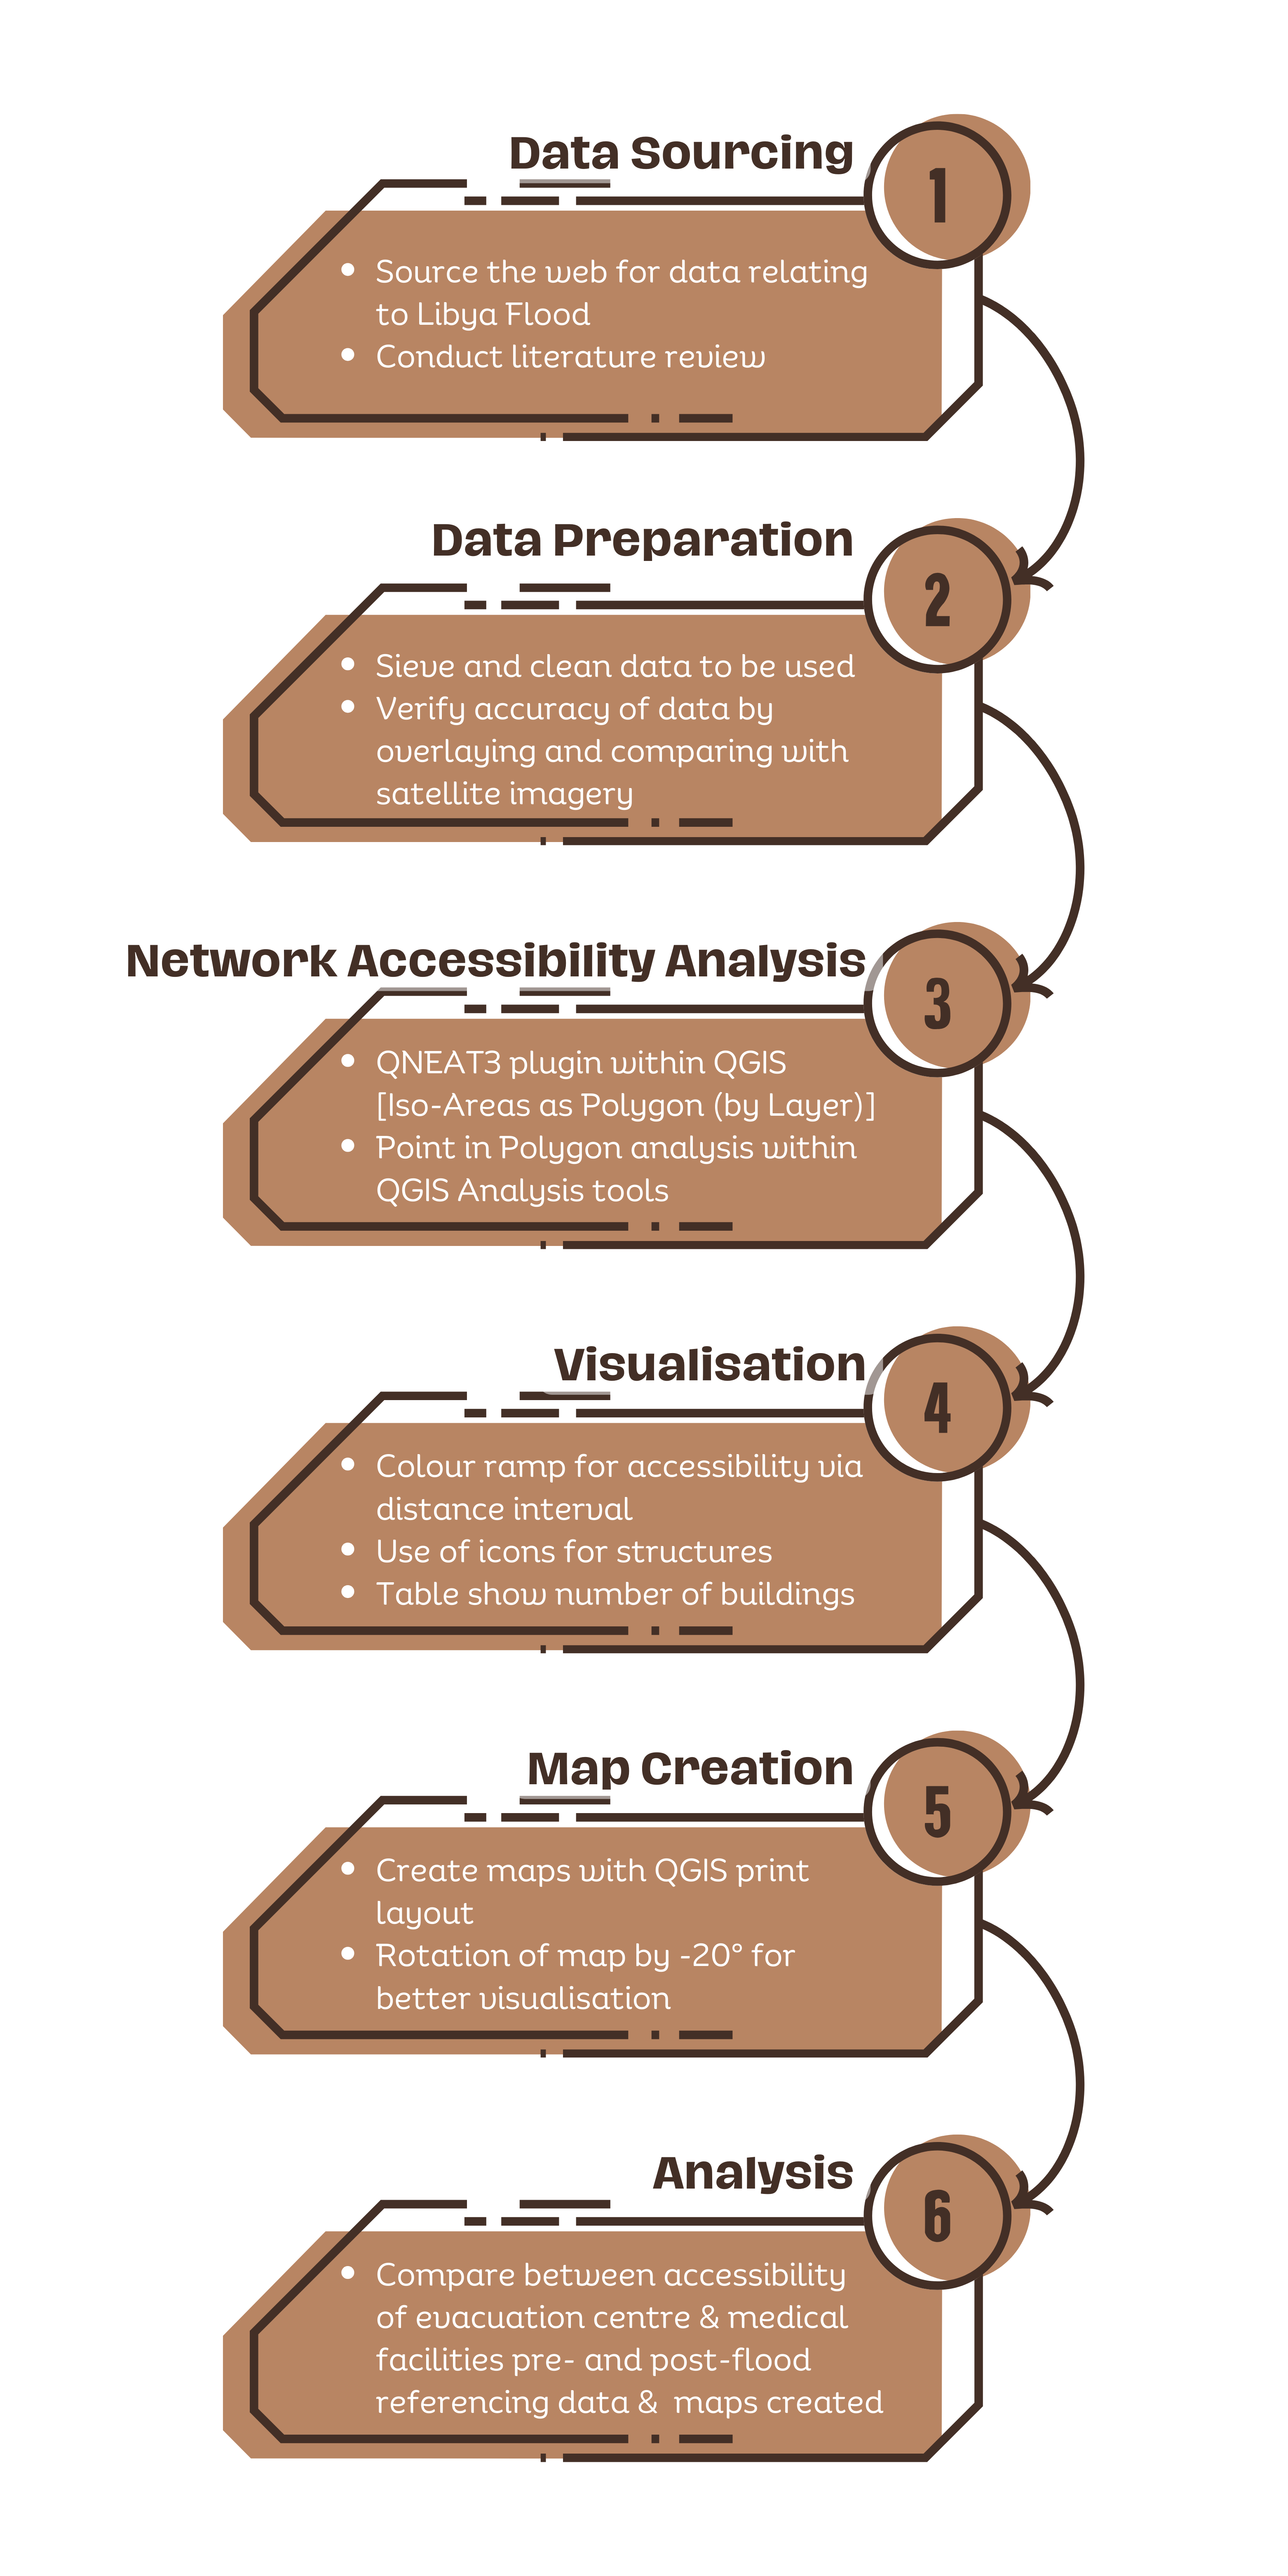 Data Sourcing
1
Source the web for data relating
to Libya Flood
Conduct literature review
Data Preparation
2
Sieve and clean data to be used
Verify accuracy of data by
overlaying and comparing with
satellite imagery
Network Accessibility Analysis
3
QNEAT3 plugin within QGIS
[Iso-Areas as Polygon (by Layer)]
Point in Polygon analysis within
QGIS Analysis tools
Visualisation
4
Colour ramp for accessibility via
distance interval
Use of icons for structures
Table show number of buildings
Map Creation
5
Create maps with QGIS print
layout
Rotation of map by -20° for
better visualisation
Analysis
6
Compare between accessibility
of evacuation centre & medical
facilities pre- and post-flood
referencing data &  maps created